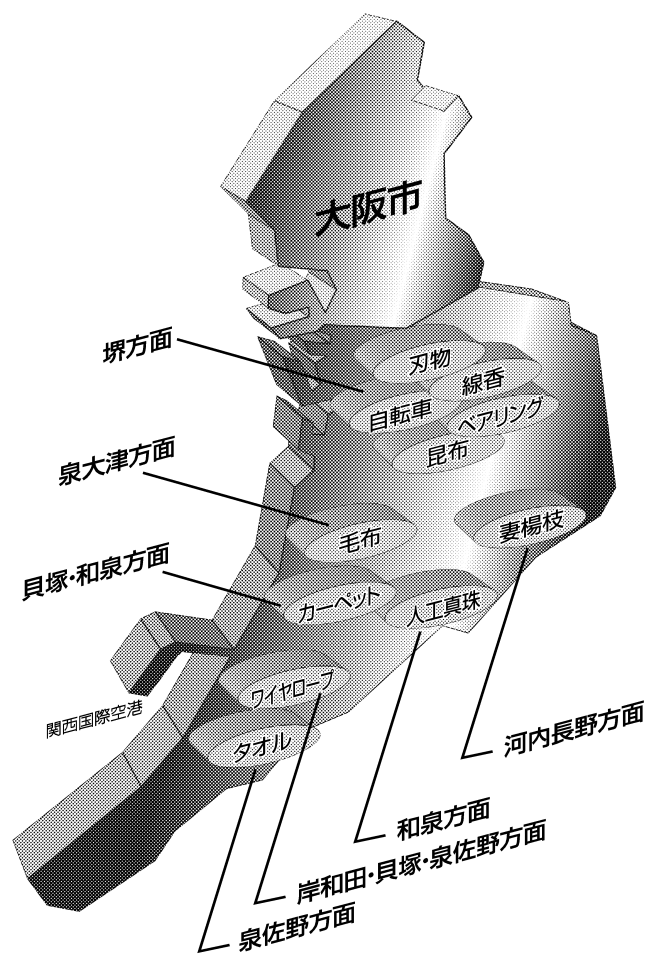 大阪市
堺方面
刃物
線香
自転車
ベアリング
昆布
泉大津方面
毛布
妻楊枝
貝塚・和泉方面
カーペット
人工真珠
ワイヤロープ
関西国際空港
タオル
河内長野方面
和泉方面
岸和田・貝塚・泉佐野方面
泉佐野方面